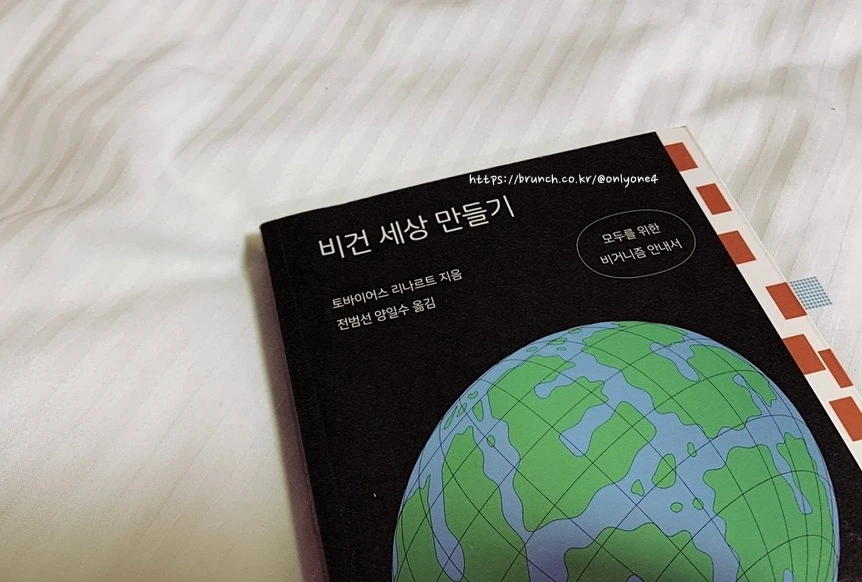 https://brunch.co.kr/@onlyone4
비건 세상 만들기
모두를 위한
비거니즘 안내서
토바이어스 리나르트 지음
전범선 양일수 옮김